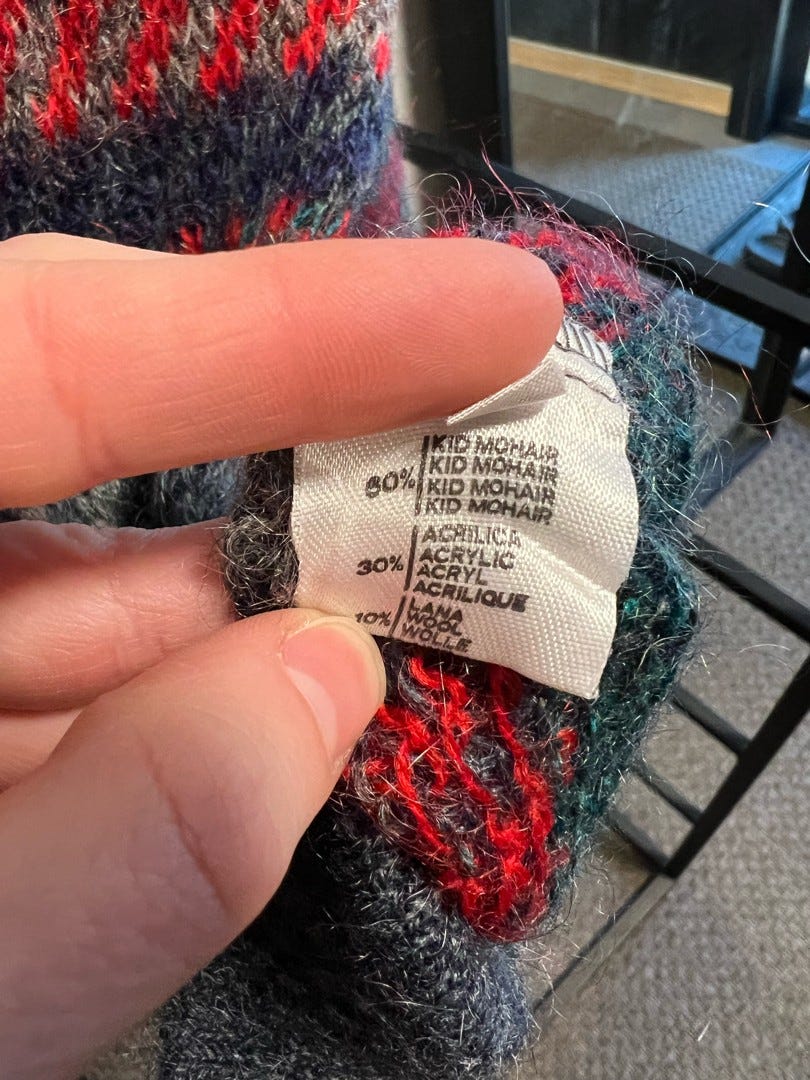 KID MOHAIR
KID MOHAIR
60% KID MOHAIR
KID MOHAIR
ACRILICA
30% ACRYLIC
ACRYL
ACRILIQUE
LANA
10% WOOL
WOLLE